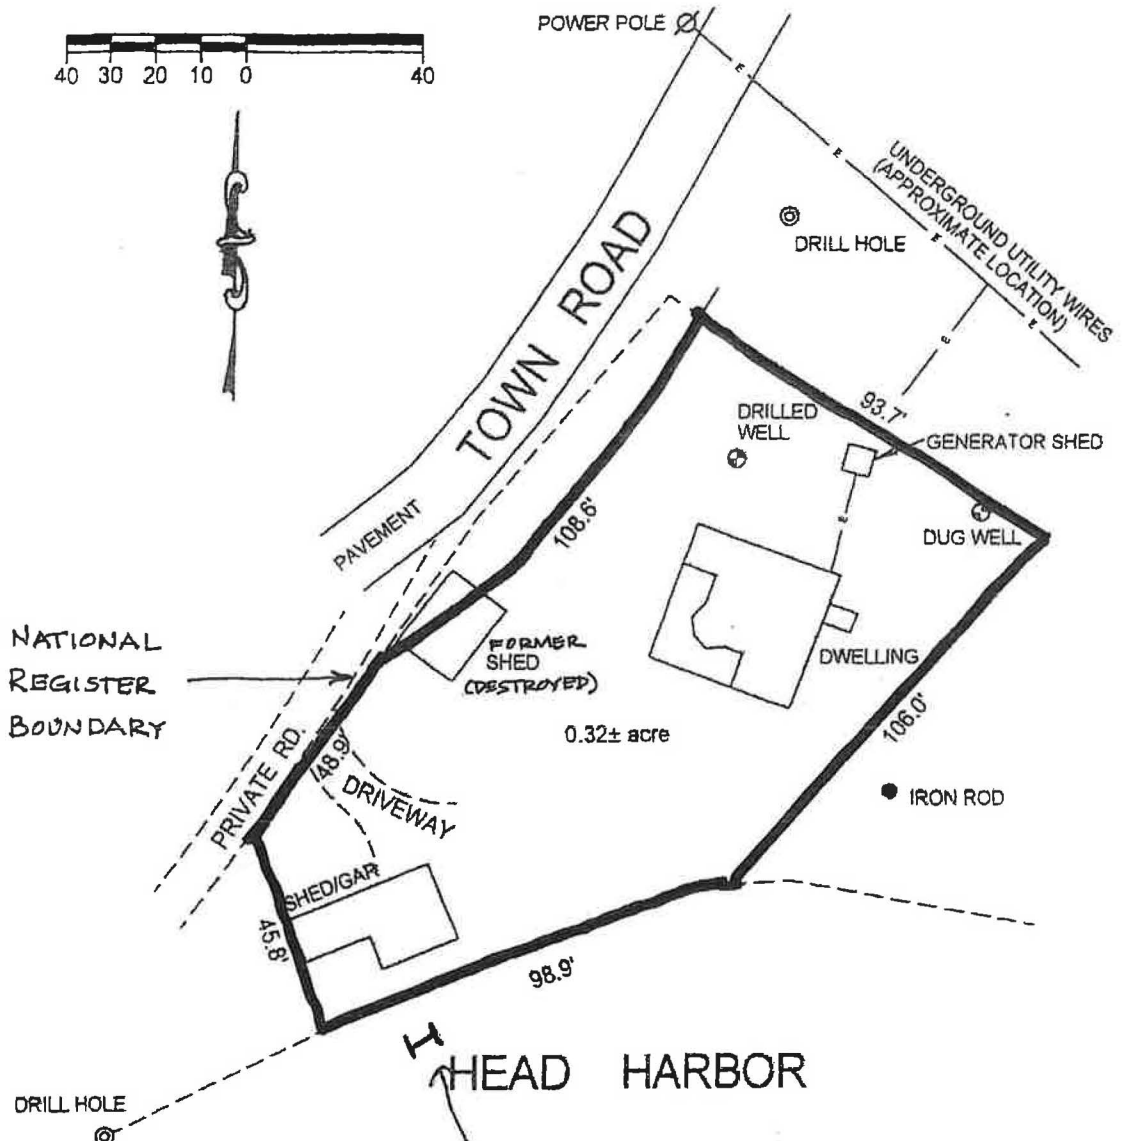 POWER POLE
40 30 20 10 0 40
UNDERGROUND UTILITY WIRES
(APPROXIMATE LOCATION)
E
E
E
E
DRILL HOLE
TOWN ROAD
E
93.7'
DRILLED
WELL
GENERATOR SHED
PAVEMENT
108.6'
E
DUG WELL
NATIONAL
REGISTER
BOUNDARY
FORMER
SHED
(DESTROYED)
DWELLING
0.32± acre
106.0'
PRIVATE RD.
48.9'
DRIVEWAY
IRON ROD
SHED/GAR
45.8'
98.9'
HEAD HARBOR
DRILL HOLE